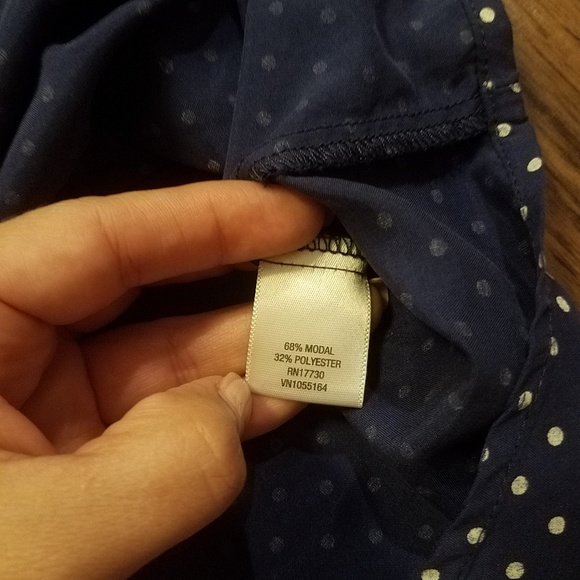 68% MODAL
32% POLYESTER
RN17730
VN1055164